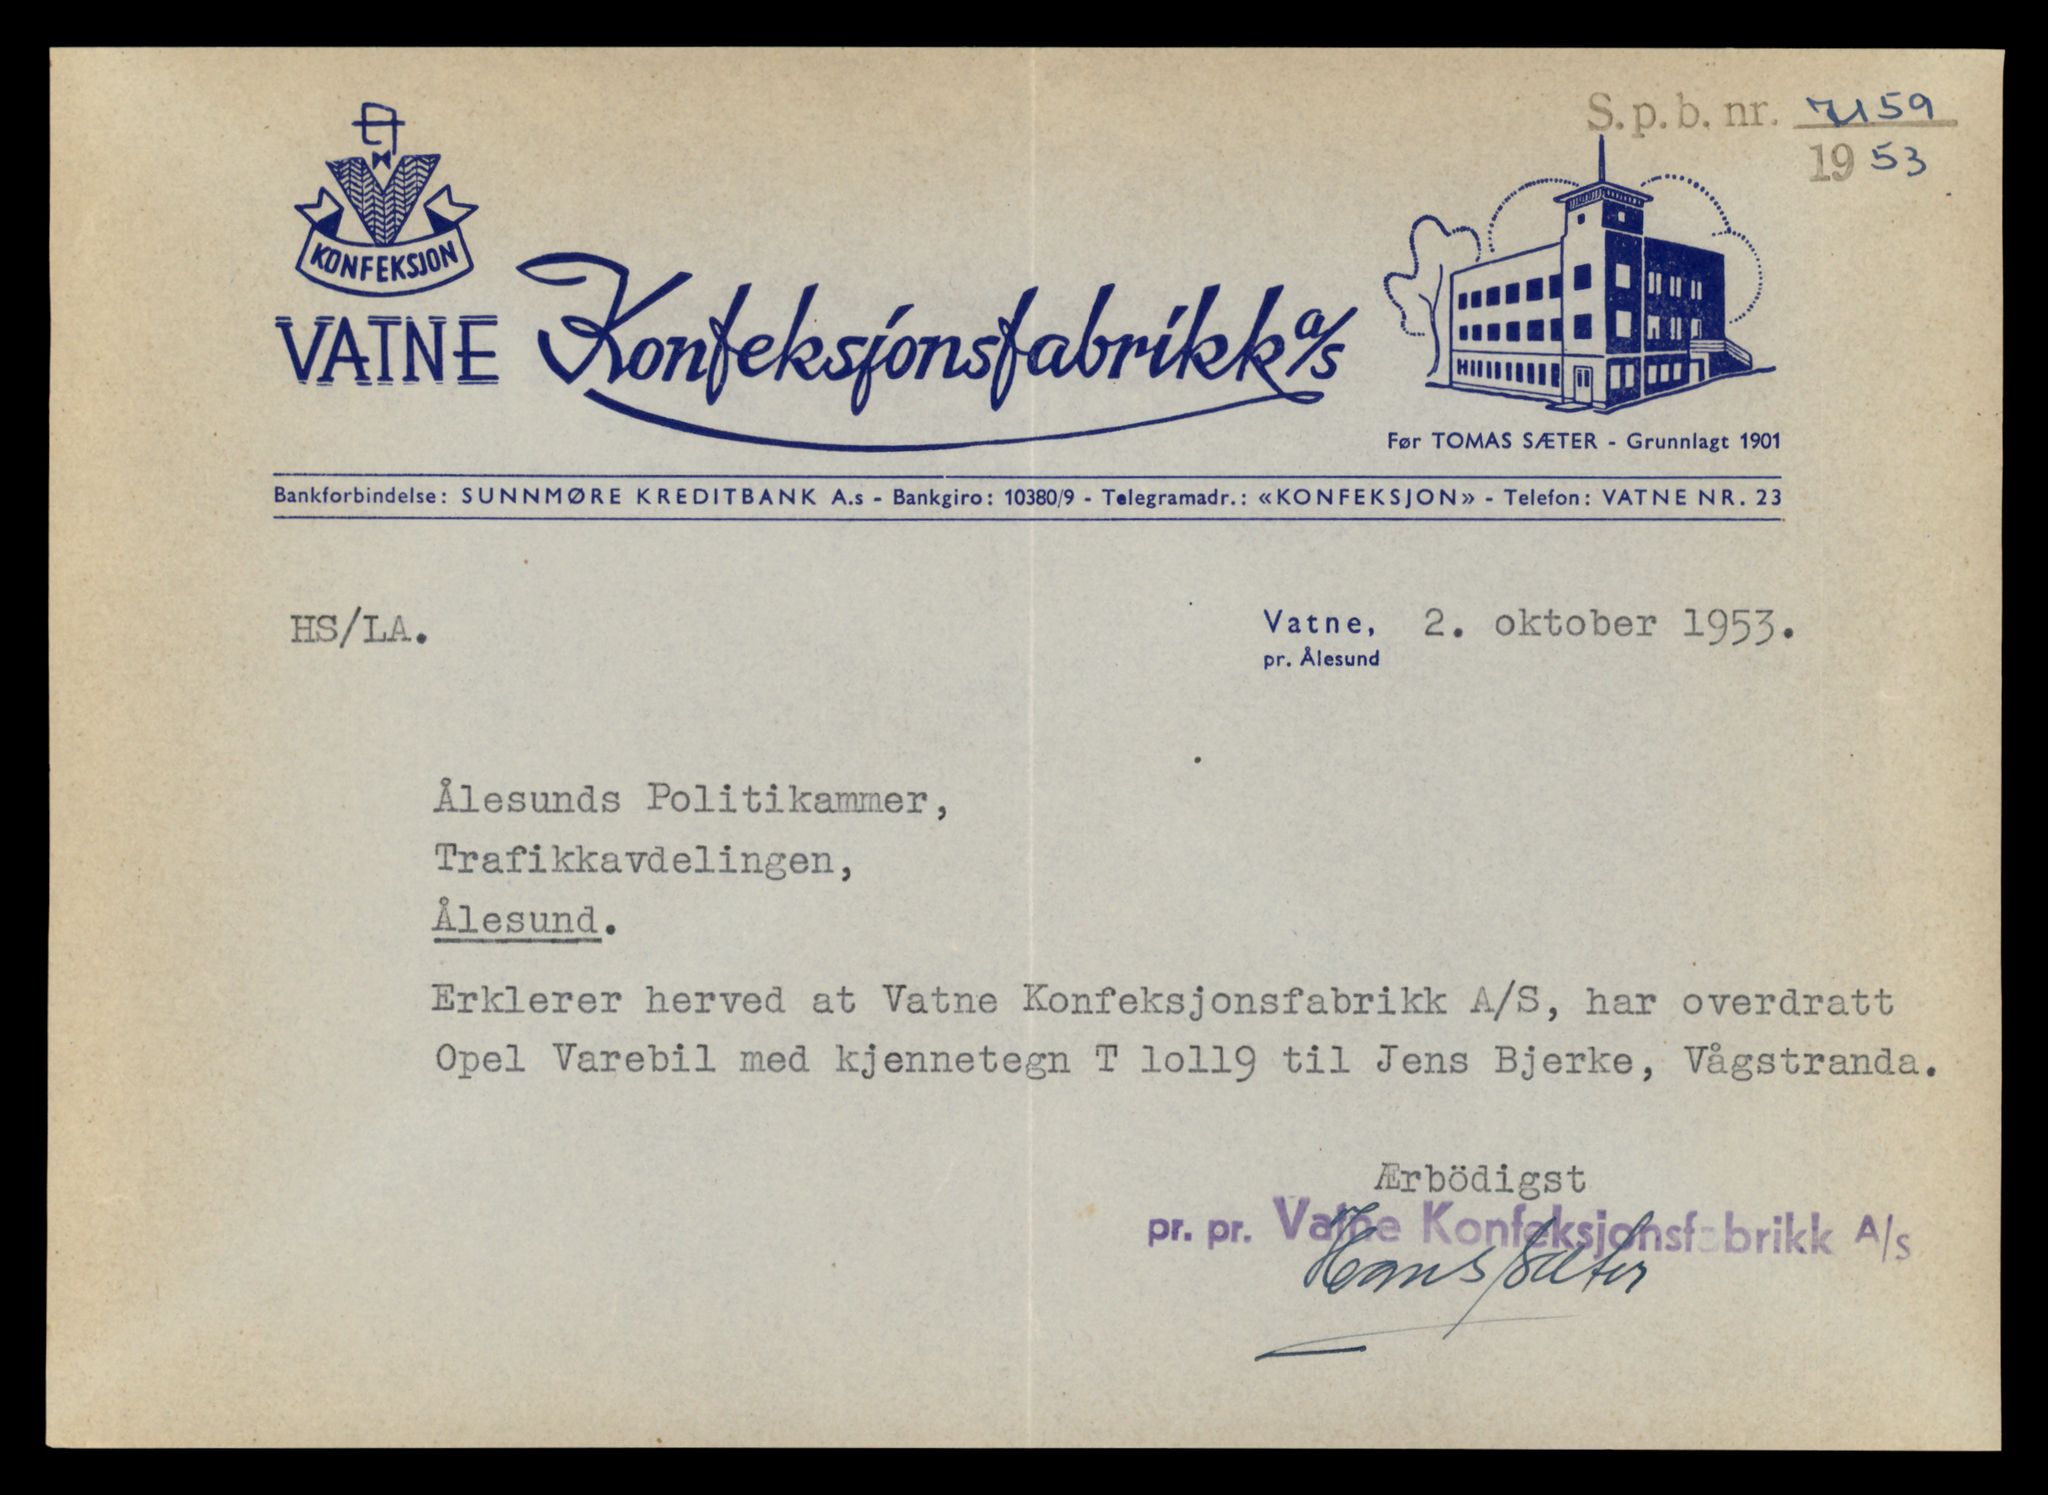 S.p.b. nr. 7159
1953
KONFEKSJON
VATNE Konfeksjonsfabrikk a/s
Før TOMAS SÆTER - Grunnlagt 1901
Bankforbindelse: SUNNMØRE KREDITBANK A.s - Bankgiro: 10380/9 - Telegramadr.: «KONFEKSJON» - Telefon: VATNE NR. 23
HS/LA.
Vatne, 2. oktober 1953.
pr. Ålesund
Ålesunds Politikammer,
Trafikkavdelingen,
Ålesund.
Erklerer herved at Vatne Konfeksjonsfabrikk A/S, har overdratt
Opel Varebil med kjennetegn T lo119 til Jens Bjerke, Vågstranda.
Ærbödigst
pr. pr. Vatne Konfeksjonsfabrikk A/s
Hans Sæter